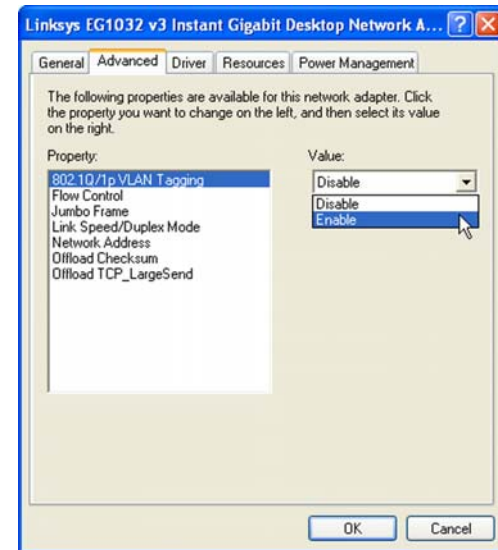 Linksys EG1032 v3 Instant Gigabit Desktop Network A...
General Advanced Driver Resources Power Management
The following properties are available for this network adapter. Click
the property you want to change on the left, and then select its value
on the right.
Property:
802.1Q/1p VLAN Tagging
Flow Control
Jumbo Frame
Link Speed/Duplex Mode
Network Address
Offload Checksum
Offload TCP_LargeSend
Value:
Disable
Disable
Enable
OK Cancel